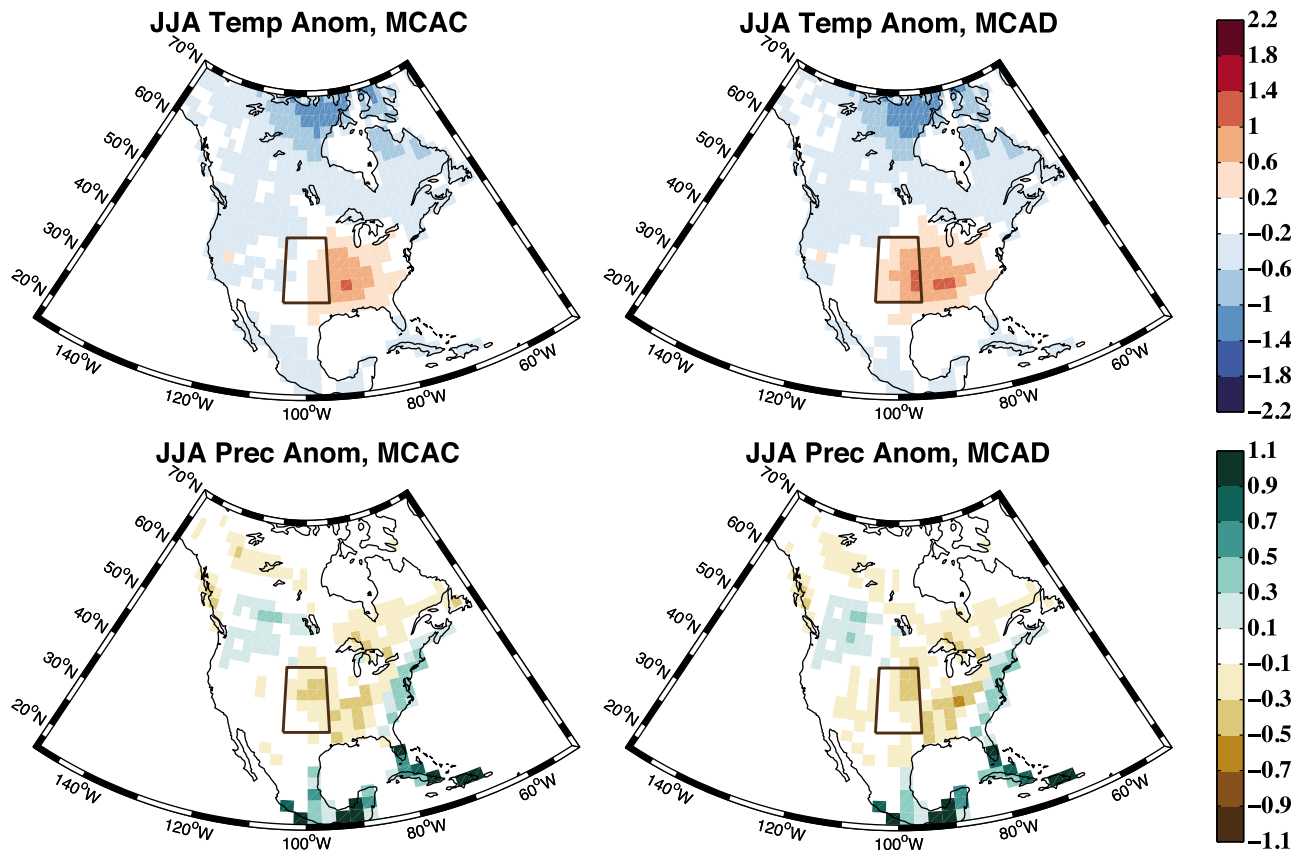 JJA Temp Anom, MCAC
70°N
60°N
50°N
40°N
30°N
20°N
140°W
120°W
100°W
80°W
60°W
JJA Temp Anom, MCAD
70°N
60°N
50°N
40°N
30°N
20°N
140°W
120°W
100°W
80°W
60°W
2.2
1.8
1.4
1
0.6
0.2
−0.2
−0.6
−1
−1.4
−1.8
−2.2
JJA Prec Anom, MCAC
70°N
60°N
50°N
40°N
30°N
20°N
140°W
120°W
100°W
80°W
60°W
JJA Prec Anom, MCAD
70°N
60°N
50°N
40°N
30°N
20°N
140°W
120°W
100°W
80°W
60°W
1.1
0.9
0.7
0.5
0.3
0.1
−0.1
−0.3
−0.5
−0.7
−0.9
−1.1